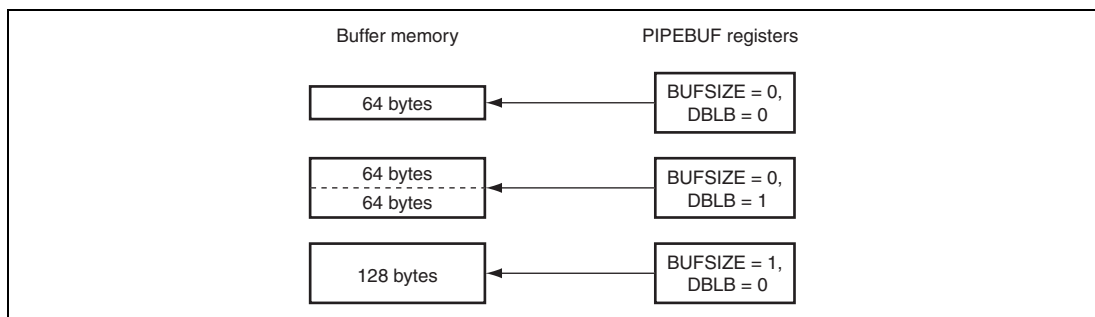 Buffer memory
PIPEBUF registers
64 bytes
BUFSIZE = 0,
DBLB = 0
64 bytes
64 bytes
BUFSIZE = 0,
DBLB = 1
128 bytes
BUFSIZE = 1,
DBLB = 0